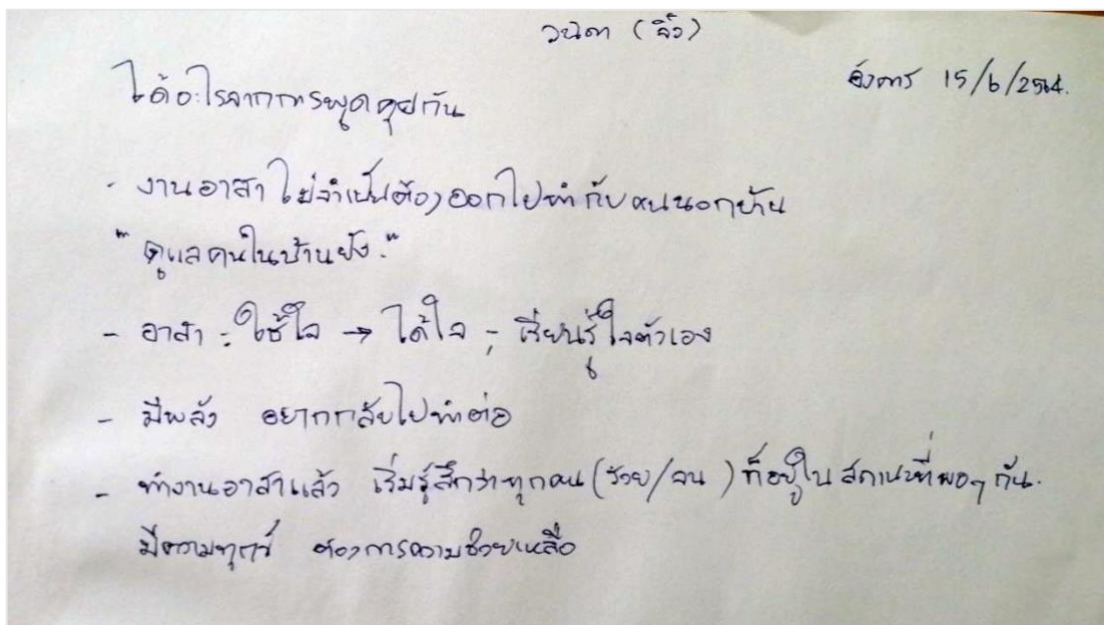 วนิดา (จิ๋ว)
อังคาร 15/6/2564.
ได้อะไรจากการพูดคุยกัน
- งานอาสา ไม่จำเป็นต้องออกไปทำกับคนนอกบ้าน
"ดูแลคนในบ้านยัง."
- อาสา : ใช้ใจ → ได้ใจ ; เรียนรู้ใจตัวเอง
- มีพลัง อยากกลับไปทำต่อ
- ทำงานอาสาแล้ว เริ่มรู้สึกว่าทุกคน (รวย/จน) ก็อยู่ใน สถานะที่พอๆ กัน.
มีความทุกข์ ต้องการความช่วยเหลือ